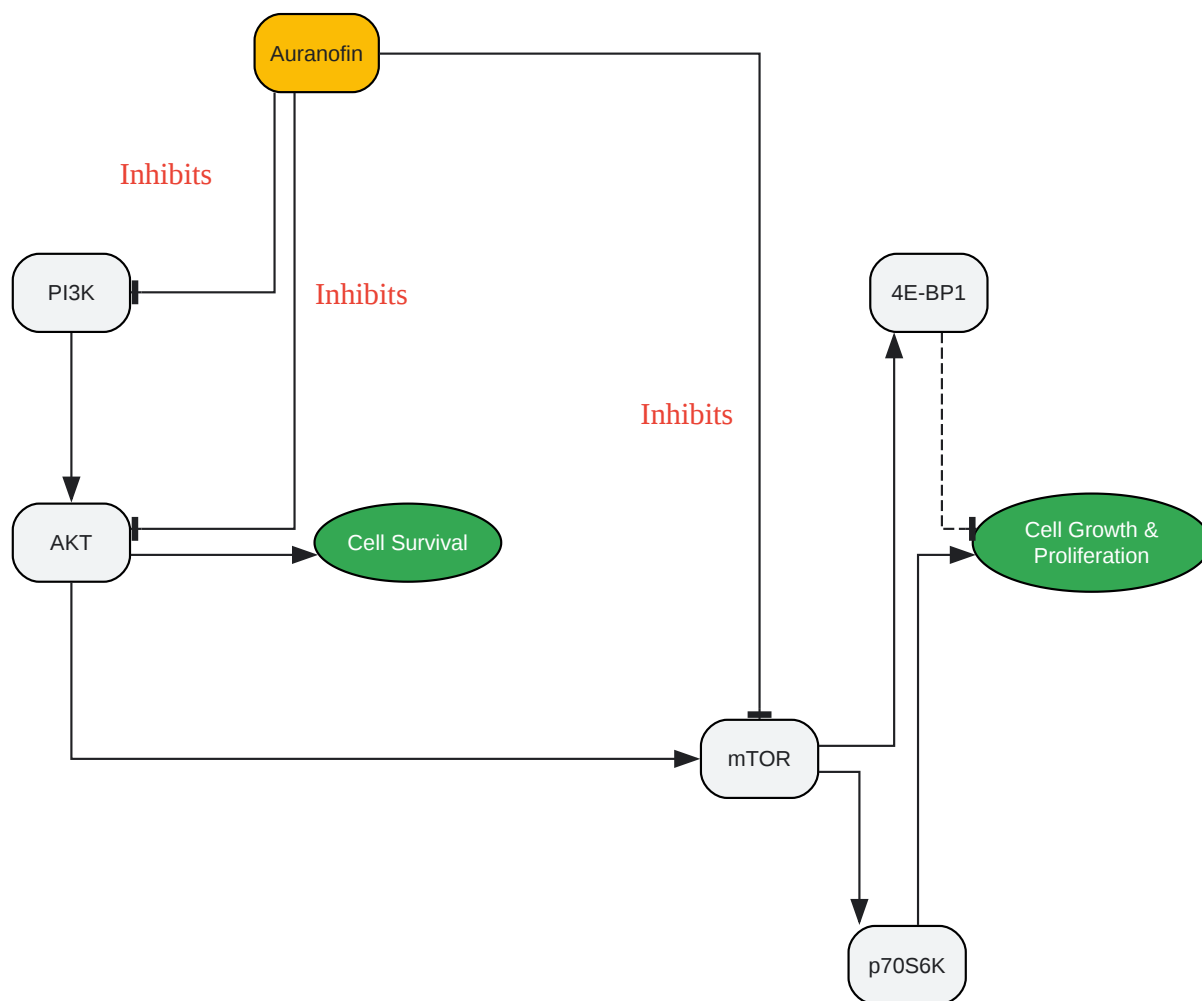 Auranofin
Inhibits
PI3K
Inhibits
4E-BP1
Inhibits
AKT
Cell Survival
Cell Growth &
Proliferation
mTOR
p70S6K